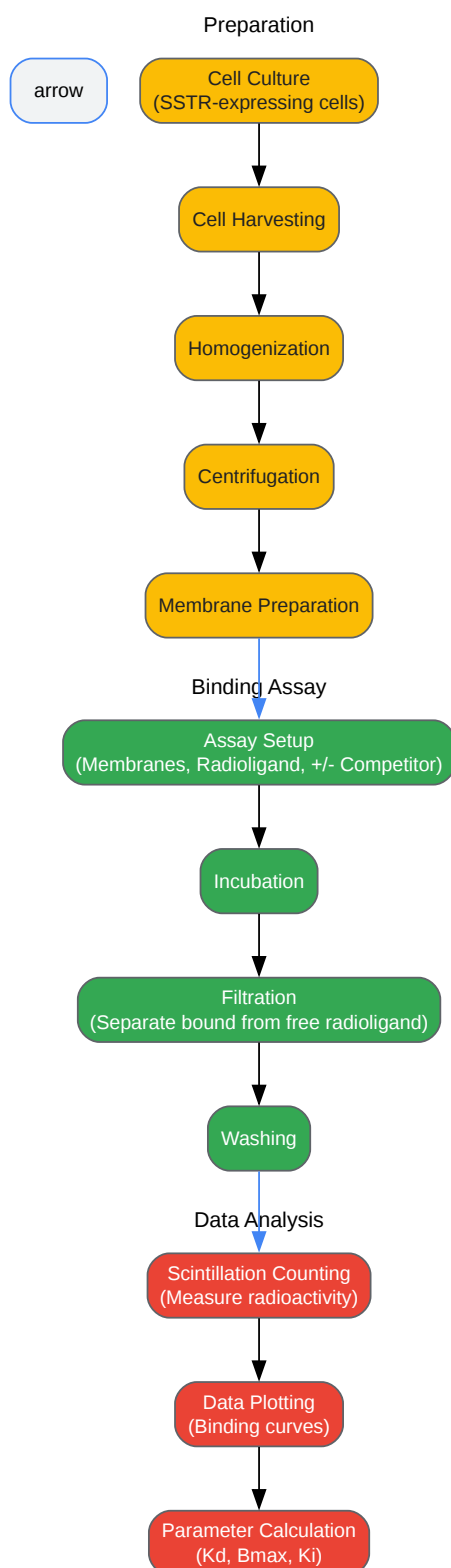 Preparation
arrow
Cell Culture
(SSTR-expressing cells)
Cell Harvesting
Homogenization
Centrifugation
Membrane Preparation
Binding Assay
Assay Setup
(Membranes, Radioligand, +/- Competitor)
Incubation
Filtration
(Separate bound from free radioligand)
Washing
Data Analysis
Scintillation Counting
(Measure radioactivity)
Data Plotting
(Binding curves)
Parameter Calculation
(Kd, Bmax, Ki)